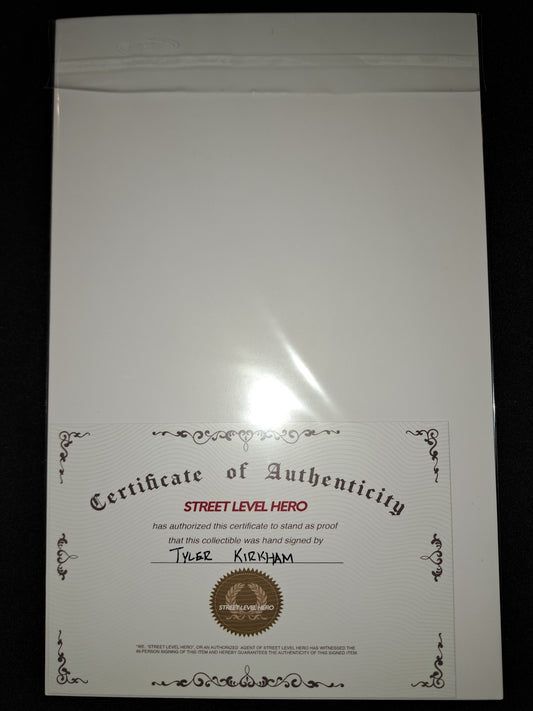 Certificate of Authenticity
STREET LEVEL HERO
has authorized this certificate to stand as proof
that this collectible was hand signed by
TYLER KIRKHAM
STREET LEVEL HERO
"WE, "STREET LEVEL HERO", OR AN AUTHORIZED AGENT OF STREET LEVEL HERO HAS WITNESSED THE
IN-PERSON SIGNING OF THIS ITEM AND HEREBY GUARANTEES THE AUTHENTICITY OF THIS SIGNED ITEM.